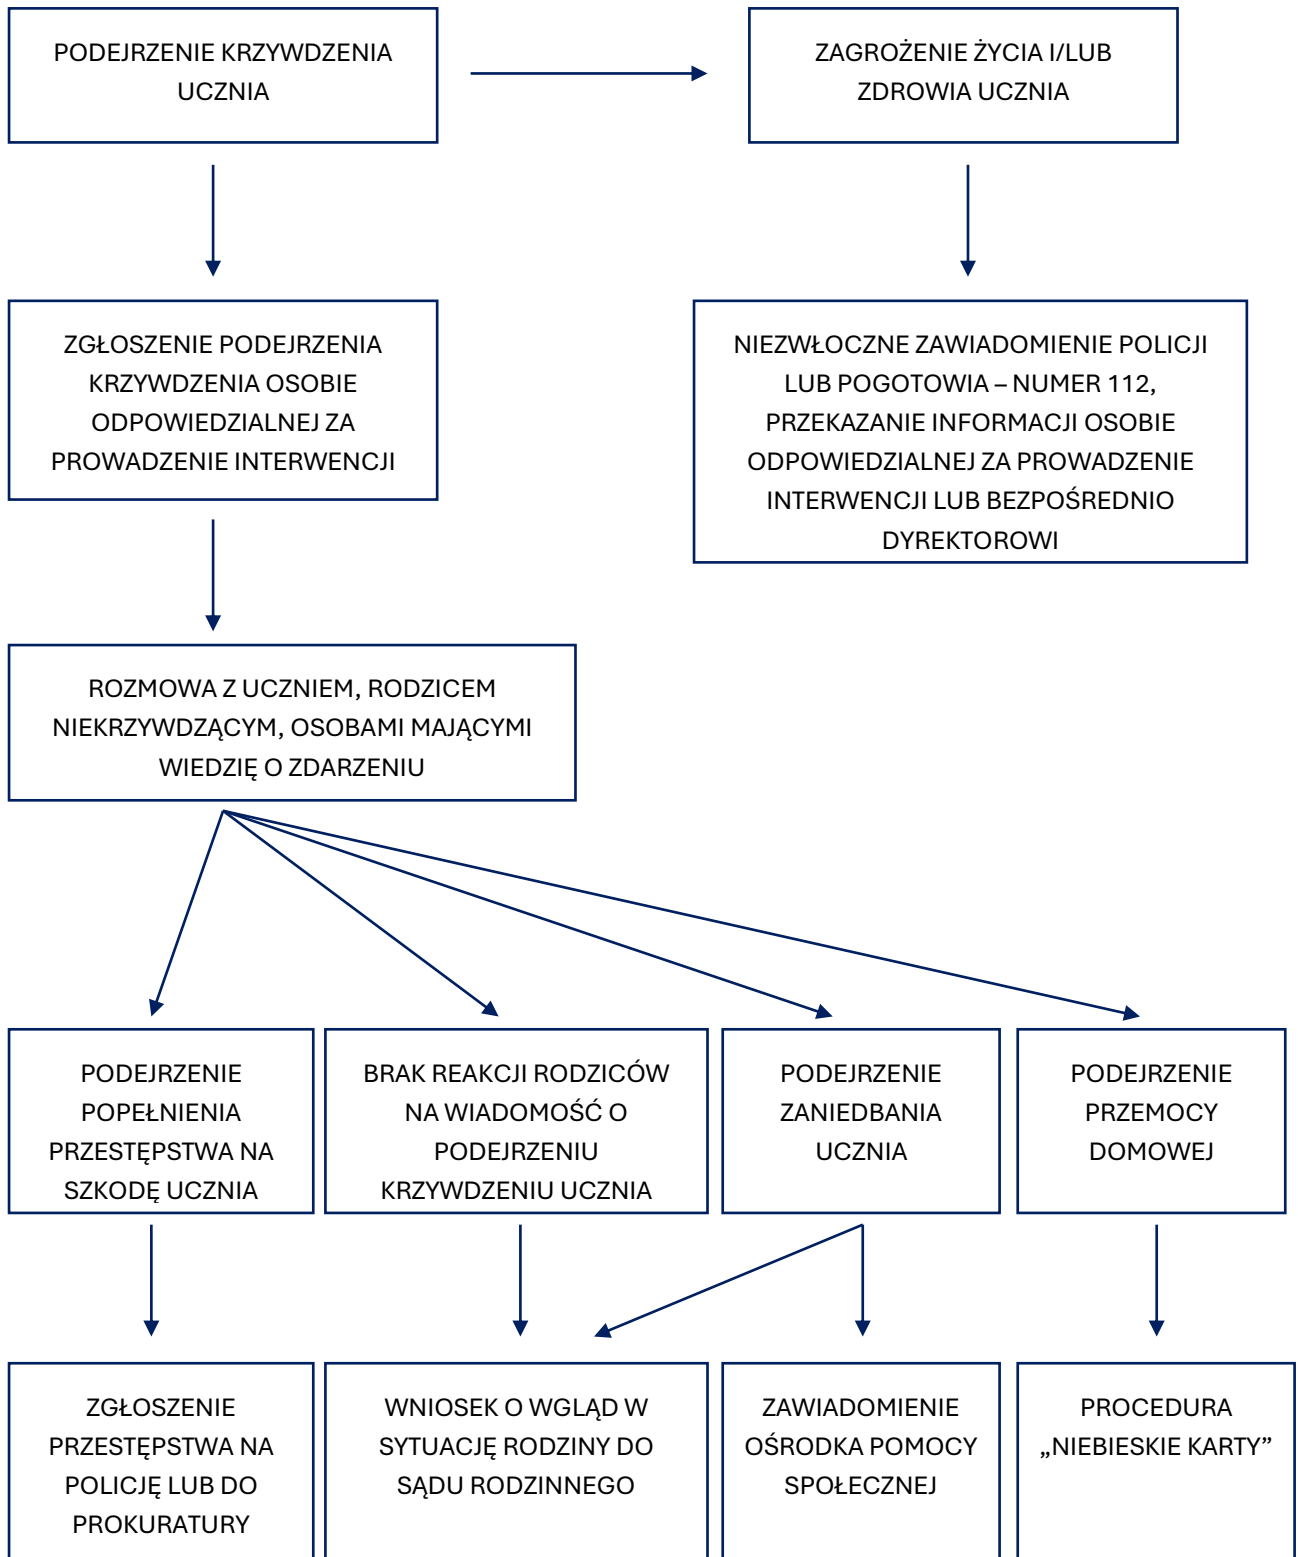 PODEJRZENIE KRZYWDZENIA
UCZNIA
ZAGROŻENIE ŻYCIA I/LUB
ZDROWIA UCZNIA
ZGŁOSZENIE PODEJRZENIA
KRZYWDZENIA OSOBIE
ODPOWIEDZIALNEJ ZA
PROWADZENIE INTERWENCJI
NIEZWŁOCZNE ZAWIADOMIENIE POLICJI
LUB POGOTOWIA – NUMER 112,
PRZEKAZANIE INFORMACJI OSOBIE
ODPOWIEDZIALNEJ ZA PROWADZENIE
INTERWENCJI LUB BEZPOŚREDNIO
DYREKTOROWI
ROZMOWA Z UCZNIEM, RODZICEM
NIEKRZYWDZĄCYM, OSOBAMI MAJĄCYMI
WIEDZIĘ O ZDARZENIU
PODEJRZENIE
POPEŁNIENIA
PRZESTĘPSTWA NA
SZKODĘ UCZNIA
BRAK REAKCJI RODZICÓW
NA WIADOMOŚĆ O
PODEJRZENIU
KRZYWDZENIU UCZNIA
PODEJRZENIE
ZANIEDBANIA
UCZNIA
PODEJRZENIE
PRZEMOCY
DOMOWEJ
ZGŁOSZENIE
PRZESTĘPSTWA NA
POLICJĘ LUB DO
PROKURATURY
WNIOSEK O WGLĄD W
SYTUACJĘ RODZINY DO
SĄDU RODZINNEGO
ZAWIADOMIENIE
OŚRODKA POMOCY
SPOŁECZNEJ
PROCEDURA
„NIEBIESKIE KARTY”